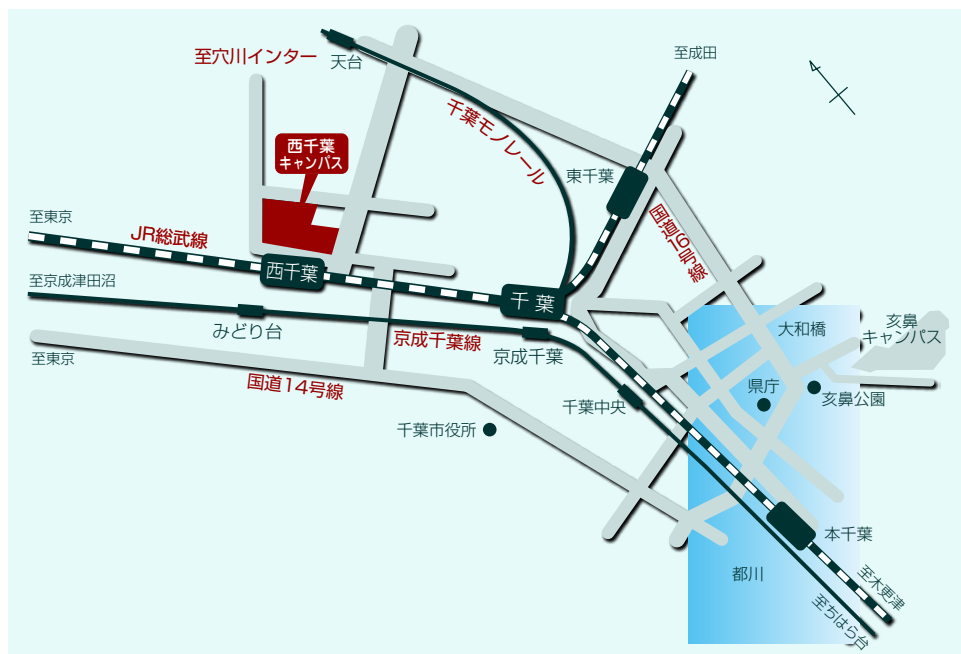 至穴川インター
天台
至成田
千葉モノレール
西千葉
キャンパス
東千葉
至東京
JR総武線
国道16号線
西千葉
至京成津田沼
千葉
みどり台
京成千葉線
京成千葉
大和橋
亥鼻
キャンパス
至東京
国道14号線
県庁
亥鼻公園
千葉中央
千葉市役所
本千葉
都川
至木更津
至ちはら台